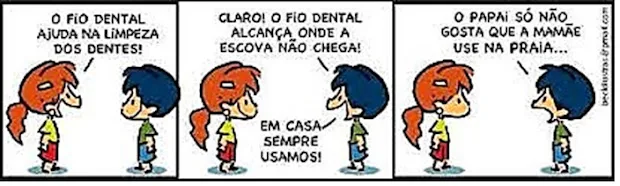 O FIO DENTAL
AJUDA NA LIMPEZA
DOS DENTES!
CLARO! O FIO DENTAL
ALCANÇA ONDE A
ESCOVA NÃO CHEGA!
EM CASA
SEMPRE
USAMOS!
O PAPAI SÓ NÃO
GOSTA QUE A MAMÃE
USE NA PRAIA...